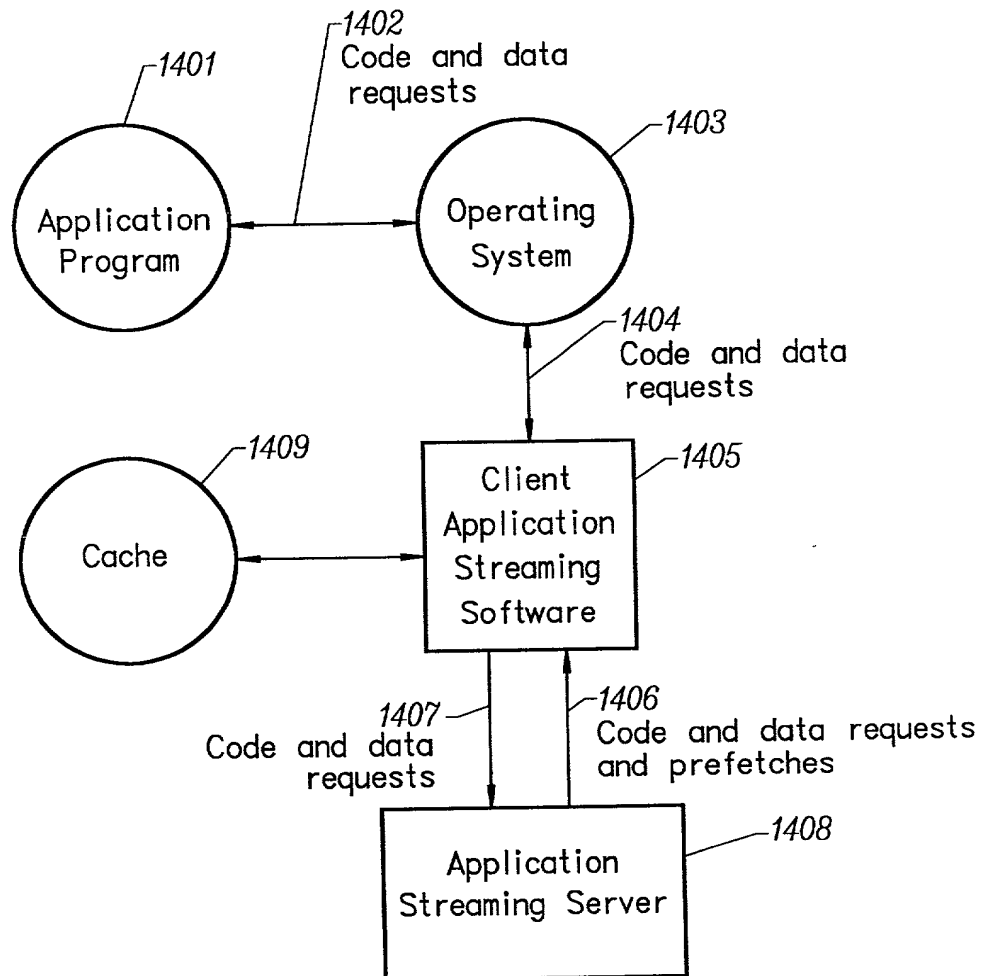 1402
Code and data
requests
1401
1403
Application
Program
Operating
System
1404
Code and data
requests
1409
1405
Cache
Client
Application
Streaming
Software
1407
Code and data
requests
1406
Code and data requests
and prefetches
1408
Application
Streaming Server